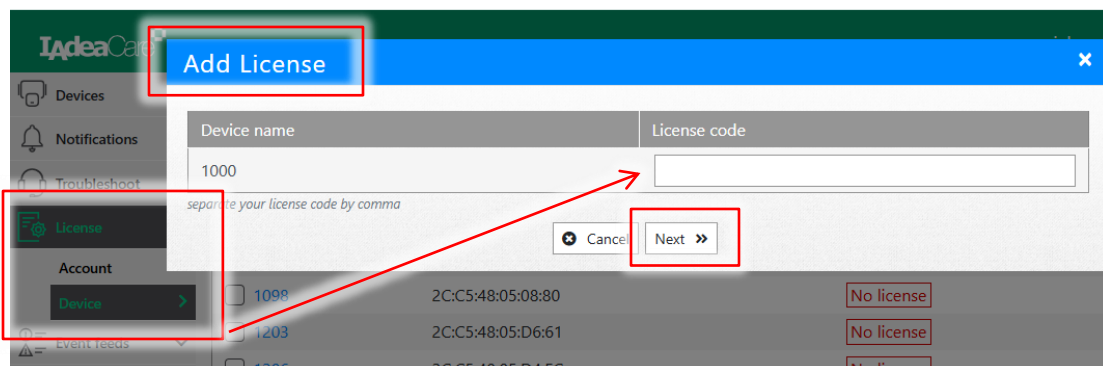 IAdeaCare
Add License
Devices
Notifications
Troubleshoot
License
Account
Device
Event feeds
Device name
License code
1000
separate your license code by comma
Cancel
Next
1098
2C:C5:48:05:08:80
No license
1203
2C:C5:48:05:D6:61
No license